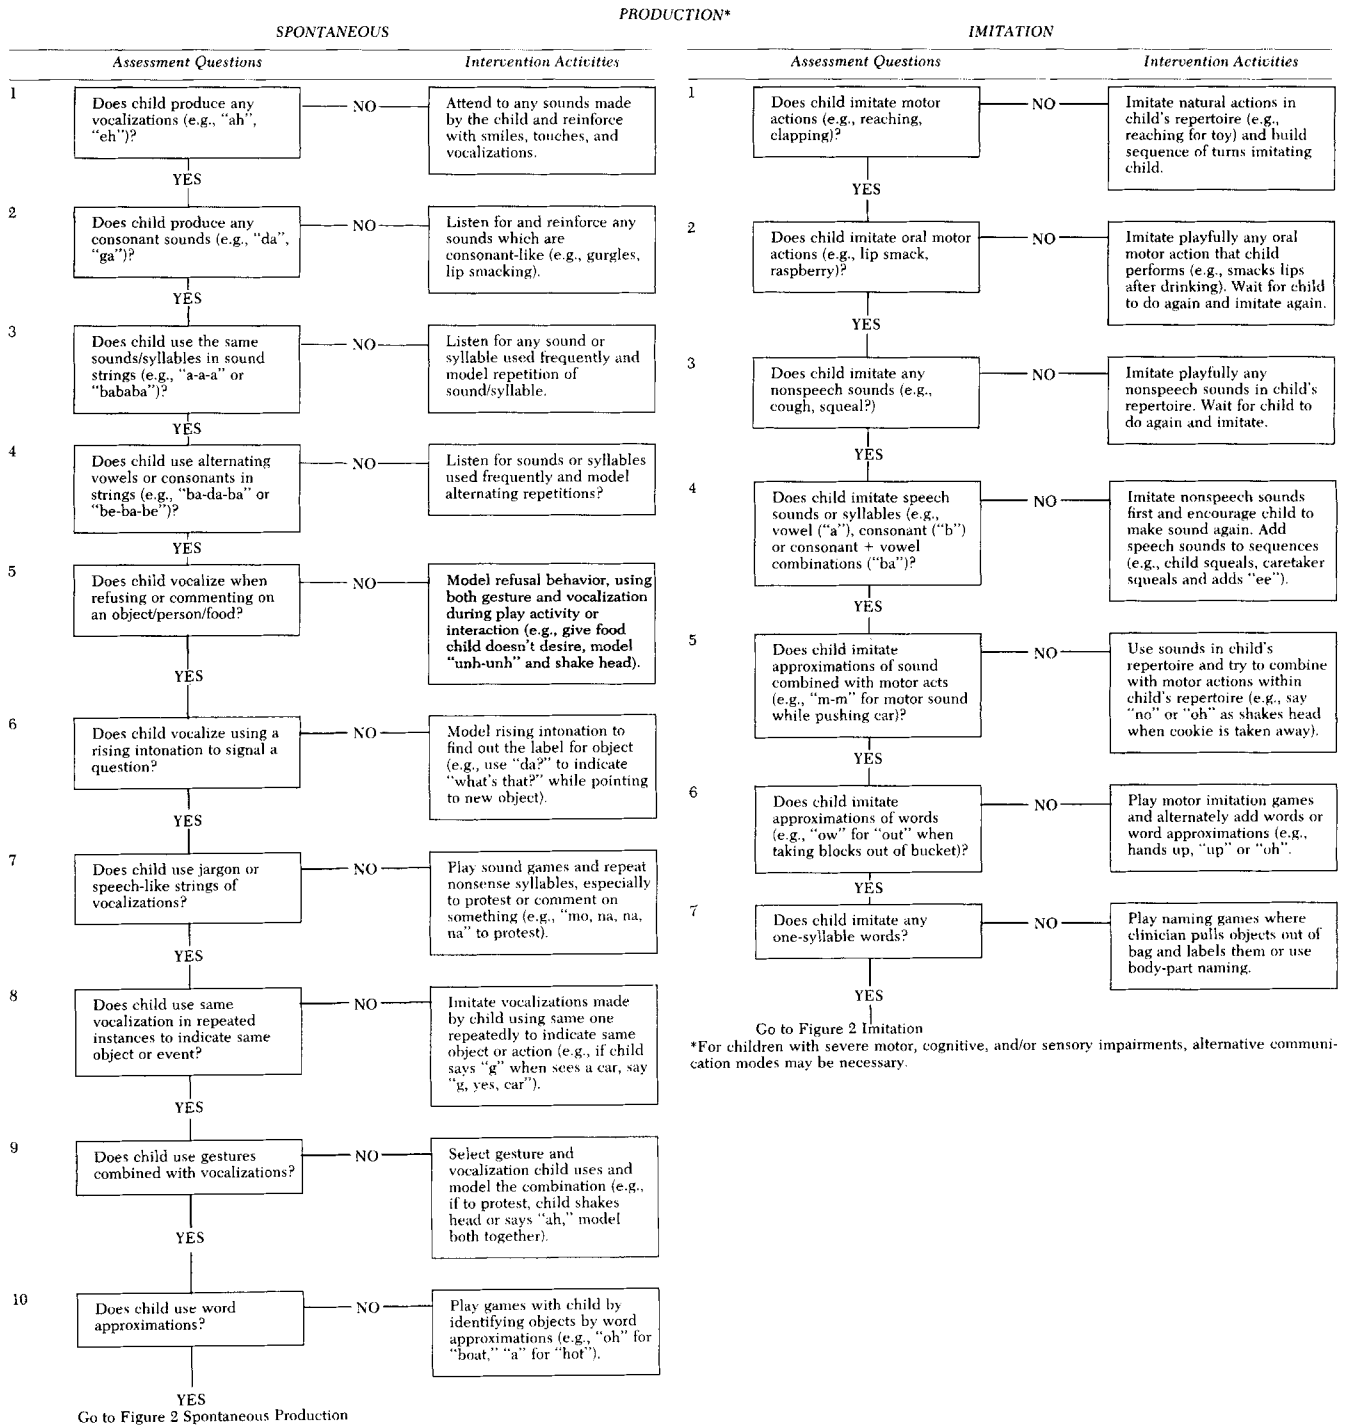 PRODUCTION*
SPONTANEOUS
Assessment Questions
Intervention Activities
1
Does child produce any
vocalizations (e.g., “ah”,
“eh”)?
NO
Attend to any sounds made
by the child and reinforce
with smiles, touches, and
vocalizations.
YES
2
Does child produce any
consonant sounds (e.g., “da”,
“ga”)?
NO
Listen for and reinforce any
sounds which are
consonant-like (e.g., gurgles,
lip smacking).
YES
3
Does child use the same
sounds/syllables in sound
strings (e.g., “a-a-a” or
“bababa”)?
NO
Listen for any sound or
syllable used frequently and
model repetition of
sound/syllable.
YES
4
Does child use alternating
vowels or consonants in
strings (e.g., “ba-da-ba” or
“be-ba-be”)?
NO
Listen for sounds or syllables
used frequently and model
alternating repetitions?
YES
5
Does child vocalize when
refusing or commenting on
an object/person/food?
NO
Model refusal behavior, using
both gesture and vocalization
during play activity or
interaction (e.g., give food
child doesn’t desire, model
“unh-unh” and shake head).
YES
6
Does child vocalize using a
rising intonation to signal a
question?
NO
Model rising intonation to
find out the label for object
(e.g., use “da?” to indicate
“what’s that?” while pointing
to new object).
YES
7
Does child use jargon or
speech-like strings of
vocalizations?
NO
Play sound games and repeat
nonsense syllables, especially
to protest or comment on
something (e.g., “mo, na, na,
na” to protest).
YES
8
Does child use same
vocalization in repeated
instances to indicate same
object or event?
NO
Imitate vocalizations made
by child using same one
repeatedly to indicate same
object or action (e.g., if child
says “g” when sees a car, say
“g, yes, car”).
YES
9
Does child use gestures
combined with vocalizations?
NO
Select gesture and
vocalization child uses and
model the combination (e.g.,
if to protest, child shakes
head or says “ah,” model
both together).
YES
10
Does child use word
approximations?
NO
Play games with child by
identifying objects by word
approximations (e.g., “oh” for
“boat,” “a” for “hot”).
YES
Go to Figure 2 Spontaneous Production
IMITATION
Assessment Questions
Intervention Activities
1
Does child imitate motor
actions (e.g., reaching,
clapping)?
NO
Imitate natural actions in
child’s repertoire (e.g.,
reaching for toy) and build
sequence of turns imitating
child.
YES
2
Does child imitate oral motor
actions (e.g., lip smack,
raspberry)?
NO
Imitate playfully any oral
motor action that child
performs (e.g., smacks lips
after drinking). Wait for child
to do again and imitate again.
YES
3
Does child imitate any
nonspeech sounds (e.g.,
cough, squeal?)
NO
Imitate playfully any
nonspeech sounds in child’s
repertoire. Wait for child to
do again and imitate.
YES
4
Does child imitate speech
sounds or syllables (e.g.,
vowel (“a”), consonant (“b”)
or consonant + vowel
combinations (“ba”)?
NO
Imitate nonspeech sounds
first and encourage child to
make sound again. Add
speech sounds to sequences
(e.g., child squeals, caretaker
squeals and adds “ee”).
YES
5
Does child imitate
approximations of sound
combined with motor acts
(e.g., “m-m” for motor sound
while pushing car)?
NO
Use sounds in child’s
repertoire and try to combine
with motor actions within
child’s repertoire (e.g., say
“no” or “oh” as shakes head
when cookie is taken away).
YES
6
Does child imitate
approximations of words
(e.g., “ow” for “out” when
taking blocks out of bucket)?
NO
Play motor imitation games
and alternately add words or
word approximations (e.g.,
hands up, “up” or “oh”.
YES
7
Does child imitate any
one-syllable words?
NO
Play naming games where
clinician pulls objects out of
bag and labels them or use
body-part naming.
YES
Go to Figure 2 Imitation
*For children with severe motor, cognitive, and/or sensory impairments, alternative communi-
cation modes may be necessary.